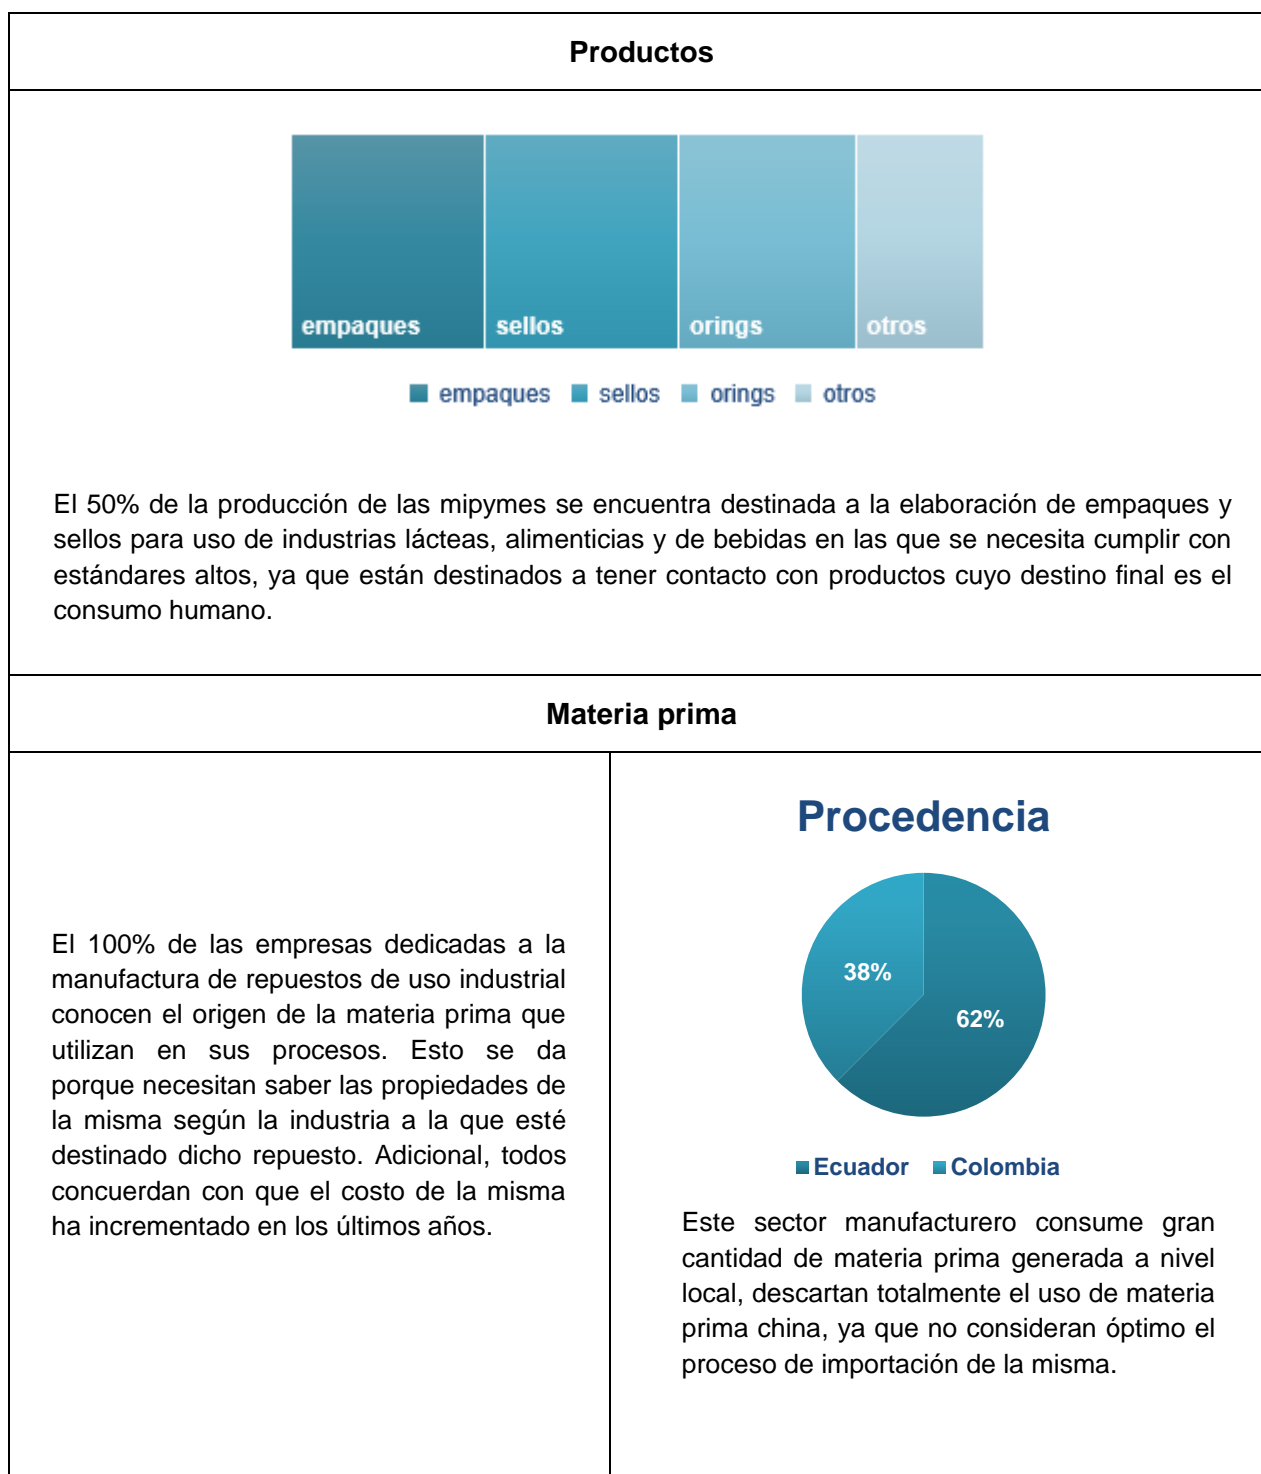 Productos
empaques sellos orings otros
empaques sellos orings otros
El 50% de la producción de las mipymes se encuentra destinada a la elaboración de empaques y
sellos para uso de industrias lácteas, alimenticias y de bebidas en las que se necesita cumplir con
estándares altos, ya que están destinados a tener contacto con productos cuyo destino final es el
consumo humano.
Materia prima
El 100% de las empresas dedicadas a la
manufactura de repuestos de uso industrial
conocen el origen de la materia prima que
utilizan en sus procesos. Esto se da
porque necesitan saber las propiedades de
la misma según la industria a la que esté
destinado dicho repuesto. Adicional, todos
concuerdan con que el costo de la misma
ha incrementado en los últimos años.
Procedencia
38%
62%
Ecuador Colombia
Este sector manufacturero consume gran
cantidad de materia prima generada a nivel
local, descartan totalmente el uso de materia
prima china, ya que no consideran óptimo el
proceso de importación de la misma.